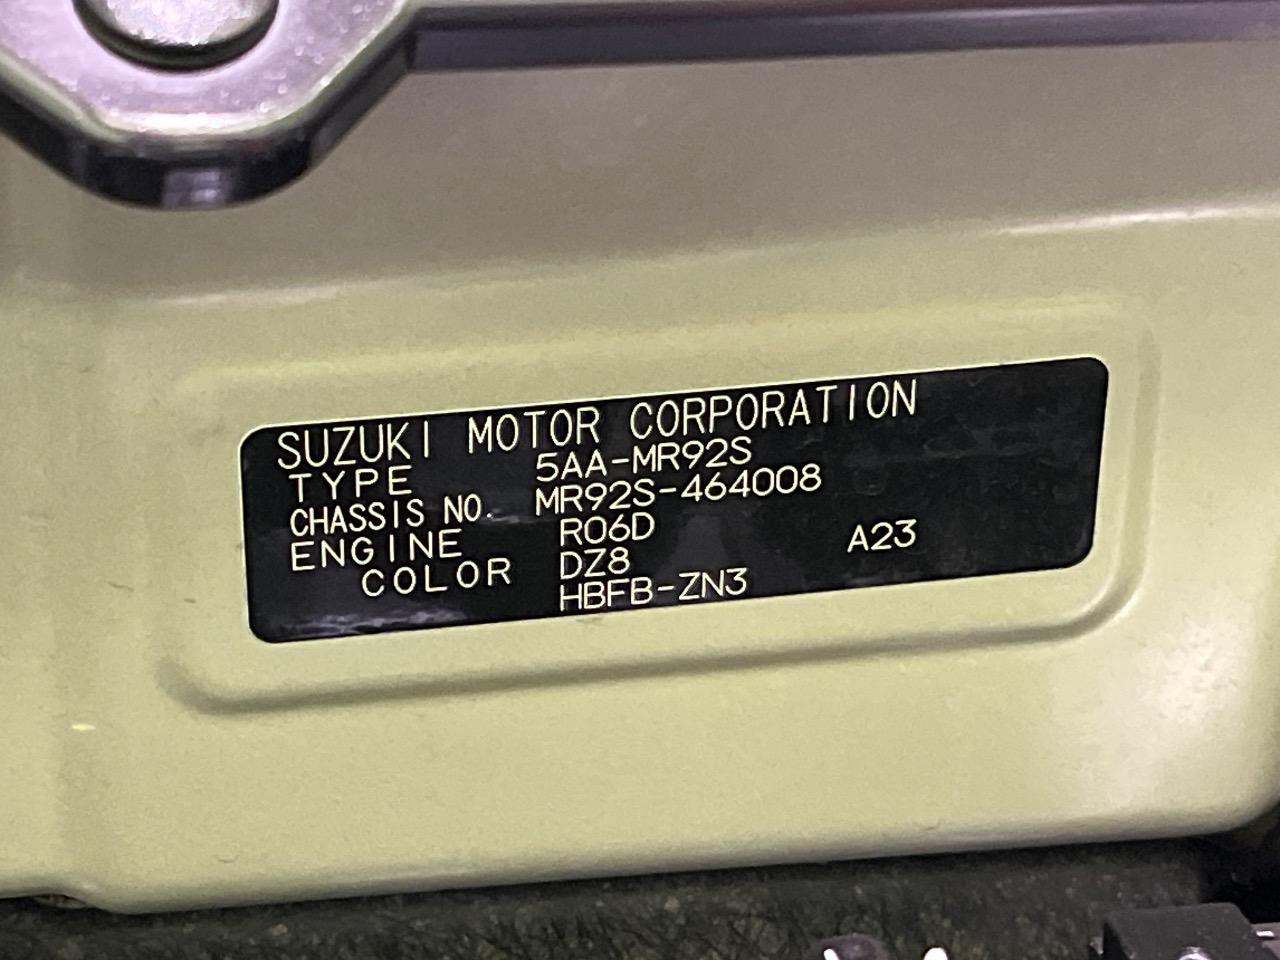 SUZUKI MOTOR CORPORATION
TYPE 5AA-MR92S
CHASSIS NO. MR92S-464008
ENGINE R06D
COLOR DZ8 A23
HBFB-ZN3